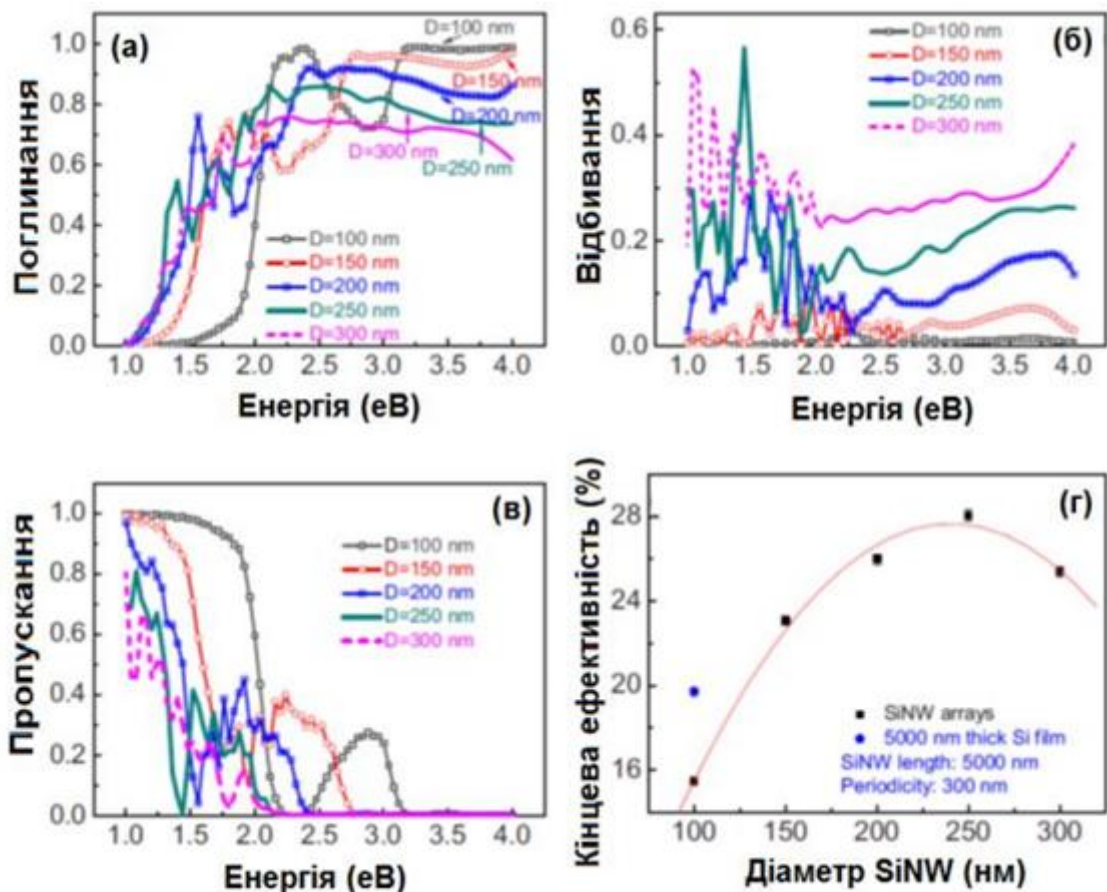 (а)
Поглинання
1.0
0.8
0.6
0.4
0.2
0.0
D=100 nm
D=150 nm
D=200 nm
D=300 nm
D=250 nm
D=100 nm
D=150 nm
D=200 nm
D=250 nm
D=300 nm
1.0 1.5 2.0 2.5 3.0 3.5 4.0
Енергія (еВ)
(б)
Відбивання
0.6
0.4
0.2
0.0
D=100 nm
D=150 nm
D=200 nm
D=250 nm
D=300 nm
1.0 1.5 2.0 2.5 3.0 3.5 4.0
Енергія (еВ)
(в)
Пропускання
1.0
0.8
0.6
0.4
0.2
0.0
D=100 nm
D=150 nm
D=200 nm
D=250 nm
D=300 nm
1.0 1.5 2.0 2.5 3.0 3.5 4.0
Енергія (еВ)
(г)
Кінцева ефективність (%)
28
24
20
16
SiNW arrays
5000 nm thick Si film
SiNW length: 5000 nm
Periodicity: 300 nm
100 150 200 250 300
Діаметр SiNW (нм)